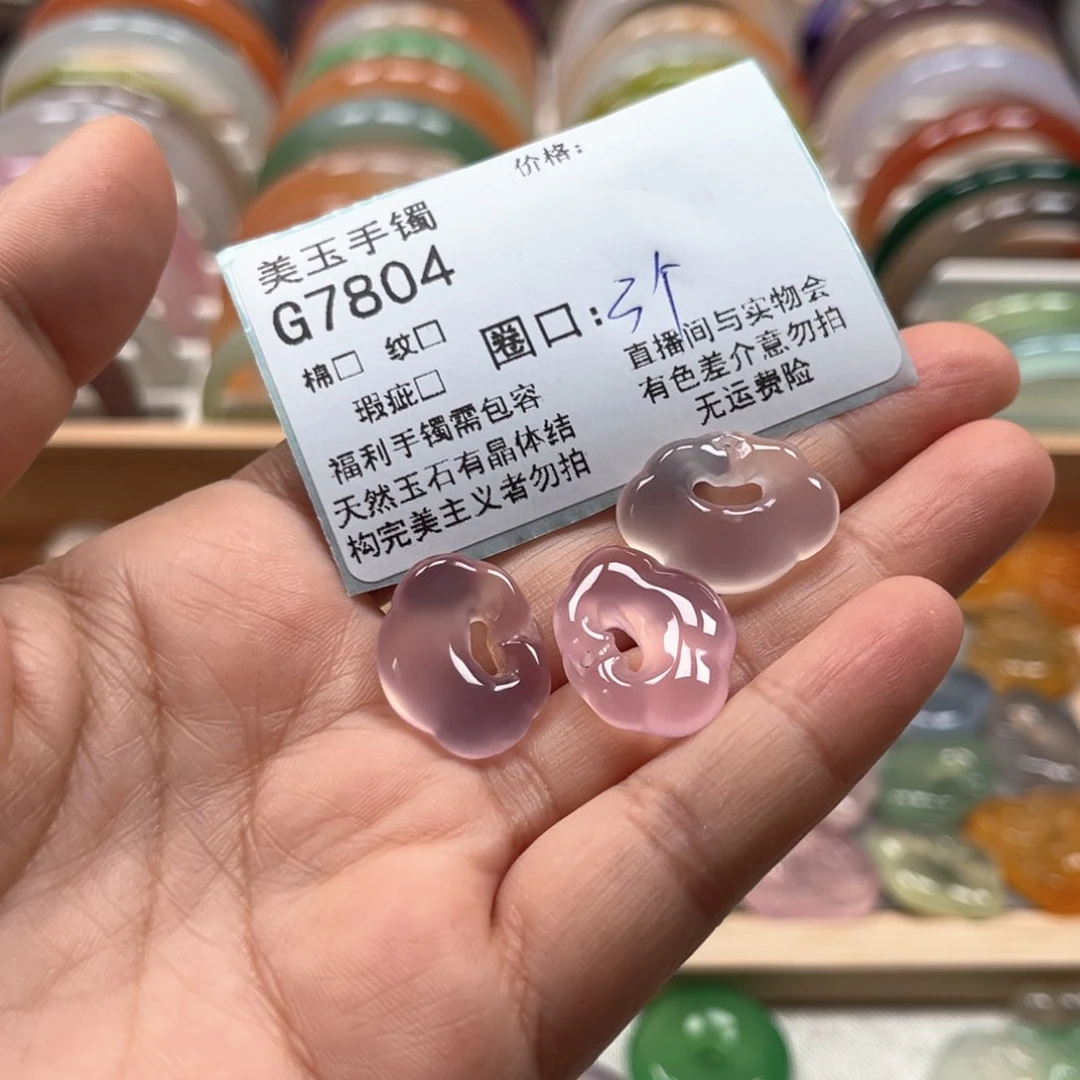 价格:
美玉手镯
G7804
棉□ 纹□
圈口:3个
瑕疵□
福利手镯需包容
天然玉石有晶体结
构完美主义者勿拍
直播间与实物会
有色差介意勿拍
无运费险